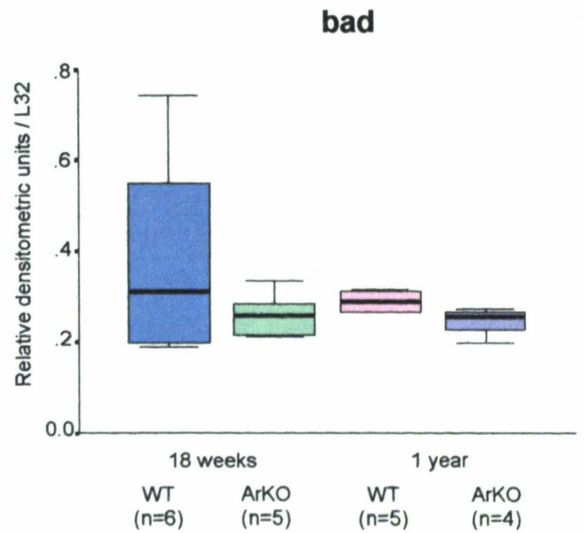 bad
Relative densitometric units / L32
.8
.6
.4
.2
0.0
18 weeks 1 year
WT ArKO WT ArKO
(n=6) (n=5) (n=5) (n=4)